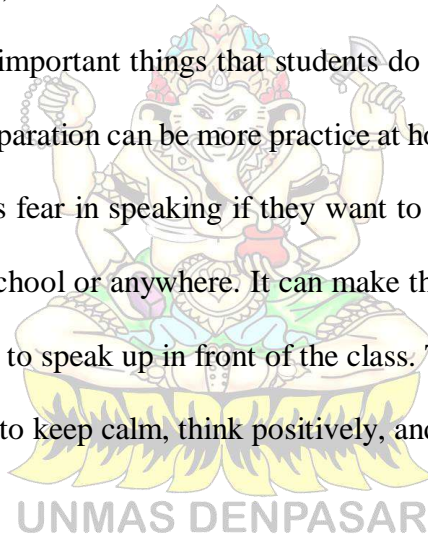 important things that students do
paration can be more practice at ho
s fear in speaking if they want to
chool or anywhere. It can make th
to speak up in front of the class. T
to keep calm, think positively, and
UNMAS DENPASAR